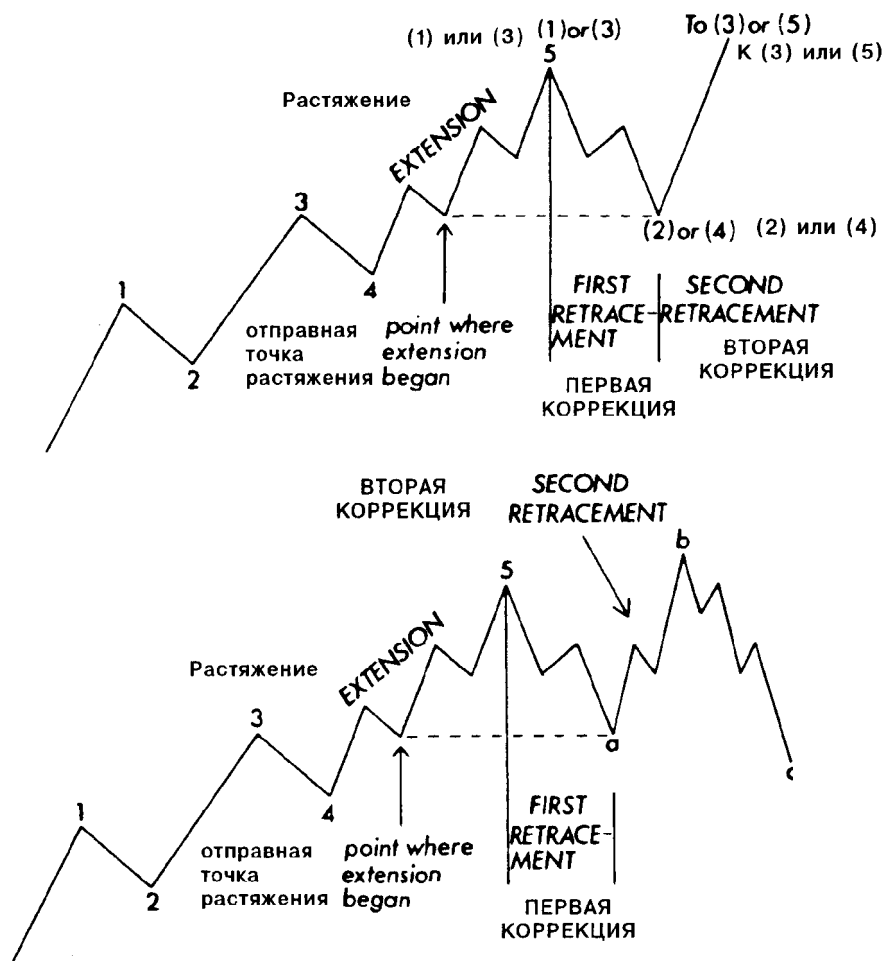 (1) или (3) (1) or (3)
To (3) or (5)
К (3) или (5)
5
Растяжение
EXTENSION
3
(2) or (4) (2) или (4)
1
4
2
отправная
точка
растяжения
point where
extension
began
FIRST
RETRACE-
MENT
SECOND
RETRACEMENT
ПЕРВАЯ
КОРРЕКЦИЯ
ВТОРАЯ
КОРРЕКЦИЯ
ВТОРАЯ
КОРРЕКЦИЯ
SECOND
RETRACEMENT
b
5
Растяжение
EXTENSION
3
a
c
1
4
2
отправная
точка
растяжения
point where
extension
began
FIRST
RETRACE-
MENT
ПЕРВАЯ
КОРРЕКЦИЯ